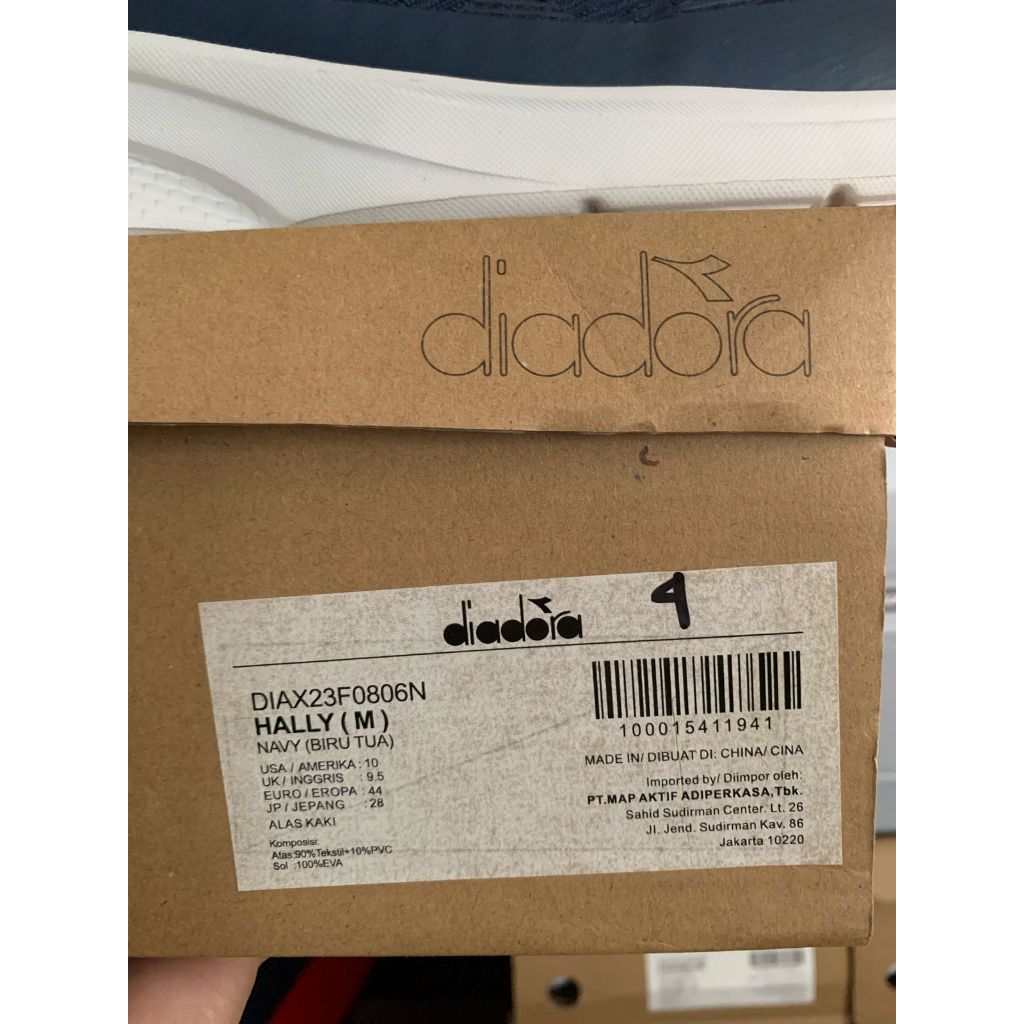 diadora
diadora
4
DIAX23F0806N
HALLY ( M )
NAVY (BIRU TUA)
USA / AMERIKA : 10
UK / INGGRIS : 9.5
EURO / EROPA : 44
JP / JEPANG : 28
ALAS KAKI
Komposisi:
Atas:90%Tekstil+10%PVC
Sol :100%EVA
100015411941
MADE IN/ DIBUAT DI: CHINA/ CINA
Imported by/ Diimpor oleh:
PT.MAP AKTIF ADIPERKASA,Tbk.
Sahid Sudirman Center. Lt. 26
Jl. Jend. Sudirman Kav. 86
Jakarta 10220